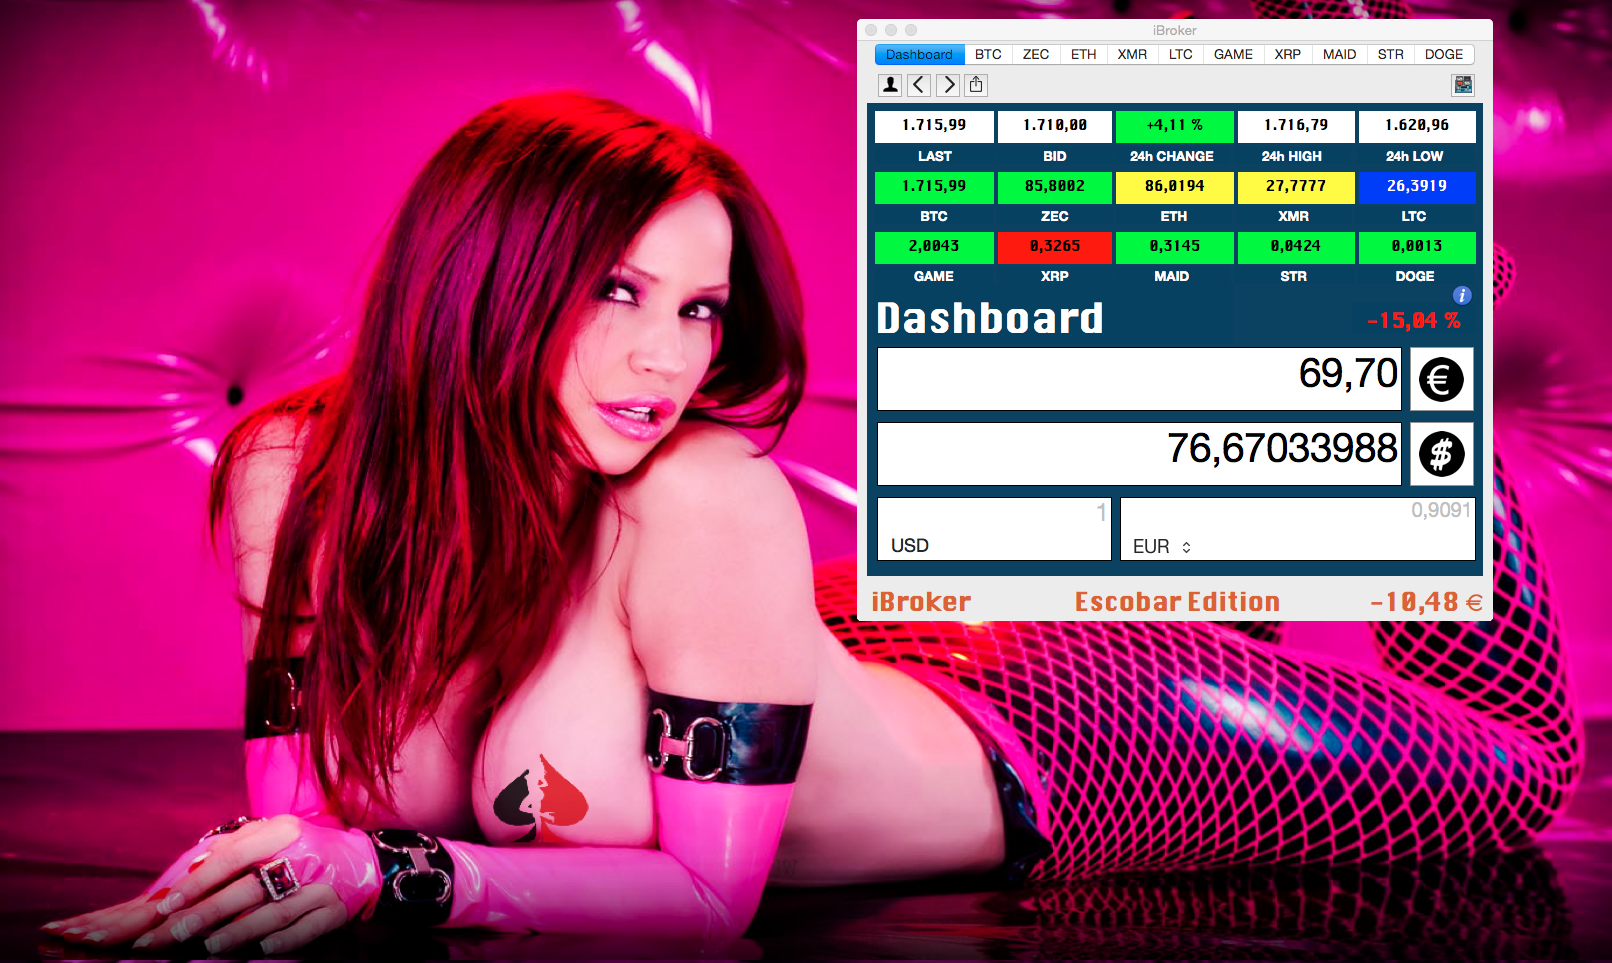 iBroker
Dashboard BTC ZEC ETH XMR LTC GAME XRP MAID STR DOGE
1.715,99 1.710,00 +4,11 % 1.716,79 1.620,96
LAST BID 24h CHANGE 24h HIGH 24h LOW
1.715,99 85,8002 86,0194 27,7777 26,3919
BTC ZEC ETH XMR LTC
2,0043 0,3265 0,3145 0,0424 0,0013
GAME XRP MAID STR DOGE
i
Dashboard -15,04 %
69,70 €
76,67033988 $
1 0,9091
USD EUR
iBroker Escobar Edition -10,48 €